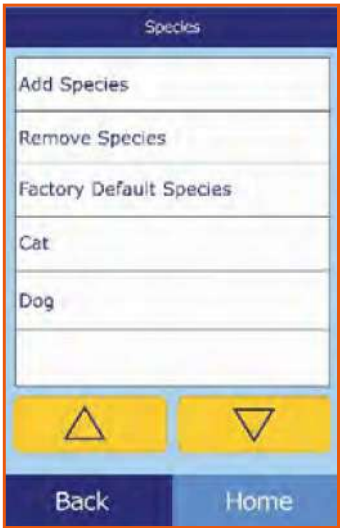 Species
Add Species
Remove Species
Factory Default Species
Cat
Dog
Back
Home